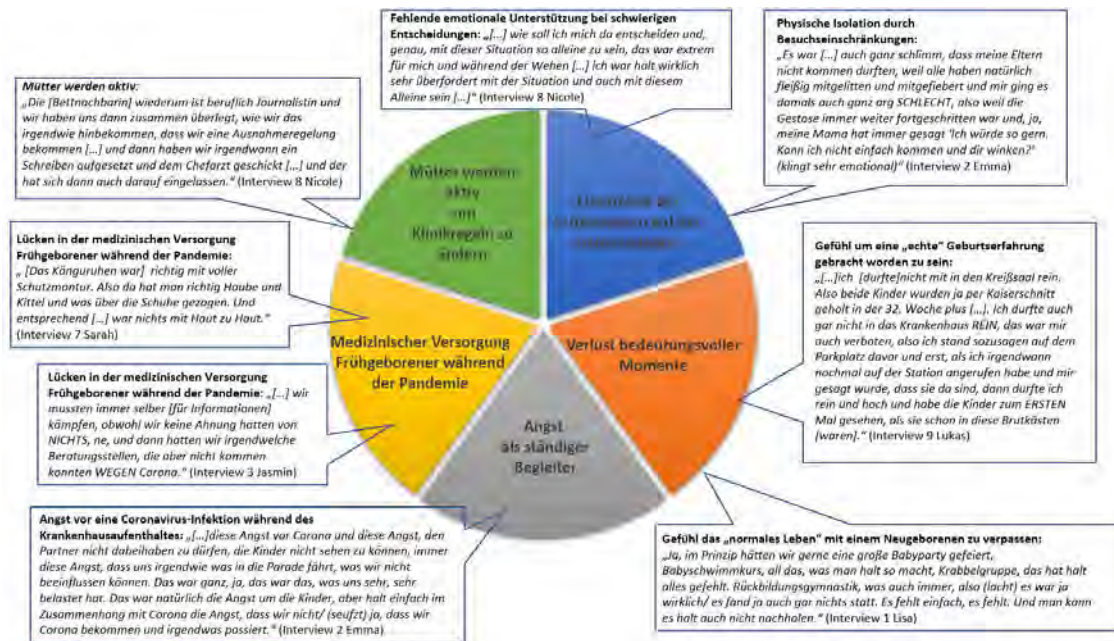 Fehlende emotionale Unterstützung bei schwierigen
Entscheidungen: „[...] wie soll ich mich da entscheiden und,
genau, mit dieser Situation so alleine zu sein, das war extrem
für mich und während der Wehen [...] ich war halt wirklich
sehr überfordert mit der Situation und auch mit diesem
Alleine sein [...]" (Interview 8 Nicole)
Physische Isolation durch
Besuchseinschränkungen:
„Es war [...] auch ganz schlimm, dass meine Eltern
nicht kommen durften, weil alle haben natürlich
fleißig mitgelitten und mitgefiebert und mir ging es
damals auch ganz arg SCHLECHT, also weil die
Gestose immer weiter fortgeschritten war und, ja,
meine Mama hat immer gesagt 'Ich würde so gern.
Kann ich nicht einfach kommen und dir winken?'
(klingt sehr emotional)" (Interview 2 Emma)
Mütter werden aktiv:
„Die [Bettnachbarin] wiederum ist beruflich Journalistin und
wir haben uns dann zusammen überlegt, wie wir das
irgendwie hinbekommen, dass wir eine Ausnahmeregelung
bekommen [...] und dann haben wir irgendwann ein
Schreiben aufgesetzt und dem Chefarzt geschickt [...] und der
hat sich dann auch darauf eingelassen." (Interview 8 Nicole)
Mütter werden
aktiv
von
Klinikregeln zu
ändern
Lücken in der medizinischen Versorgung
Frühgeborener während der Pandemie:
„ [Das Känguruhen war] richtig mit voller
Schutzmontur. Also da hat man richtig Haube und
Kittel und was über die Schuhe gezogen. Und
entsprechend [...] war nichts mit Haut zu Haut."
(Interview 7 Sarah)
Gefühl um eine „echte" Geburtserfahrung
gebracht worden zu sein:
„[...]ich [durfte]nicht mit in den Kreißsaal rein.
Also beide Kinder wurden ja per Kaiserschnitt
geholt in der 32. Woche plus [...]. Ich durfte auch
gar nicht in das Krankenhaus REIN, das war mir
auch verboten, also ich stand sozusagen auf dem
Parkplatz davor und erst, als ich irgendwann
nochmal auf der Station angerufen habe und mir
gesagt wurde, dass sie da sind, dann durfte ich
rein und hoch und habe die Kinder zum ERSTEN
Mal gesehen, als sie schon in diese Brutkästen
[waren]." (Interview 9 Lukas)
Medizinischer Versorgung
Frühgeborener während
der Pandemie
Verlust bedeutungsvoller
Momente
Lücken in der medizinischen Versorgung
Frühgeborener während der Pandemie: „[...] wir
mussten immer selber [für Informationen]
kämpfen, obwohl wir keine Ahnung hatten von
NICHTS, ne, und dann hatten wir irgendwelche
Beratungsstellen, die aber nicht kommen
konnten WEGEN Corona." (Interview 3 Jasmin)
Angst
als ständiger
Begleiter
Angst vor eine Coronavirus-Infektion während des
Krankenhausaufenthaltes: „[...]diese Angst vor Corona und diese Angst, den
Partner nicht dabeihaben zu dürfen, die Kinder nicht sehen zu können, immer
diese Angst, dass uns irgendwie was in die Parade fährt, was wir nicht
beeinflussen können. Das war ganz, ja, das war das, was uns sehr, sehr
belastet hat. Das war natürlich die Angst um die Kinder, aber halt einfach im
Zusammenhang mit Corona die Angst, dass wir nicht/ (seufzt) ja, dass wir
Corona bekommen und irgendwas passiert." (Interview 2 Emma)
Gefühl das „normales Leben" mit einem Neugeborenen zu verpassen:
„Ja, im Prinzip hätten wir gerne eine große Babyparty gefeiert,
Babyschwimmkurs, all das, was man halt so macht, Krabbelgruppe, das hat halt
alles gefehlt. Rückbildungsgymnastik, was auch immer, also (lacht) es war ja
wirklich/ es fand ja auch gar nichts statt. Es fehlt einfach, es fehlt. Und man kann
es halt auch nicht nachholen." (Interview 1 Lisa)